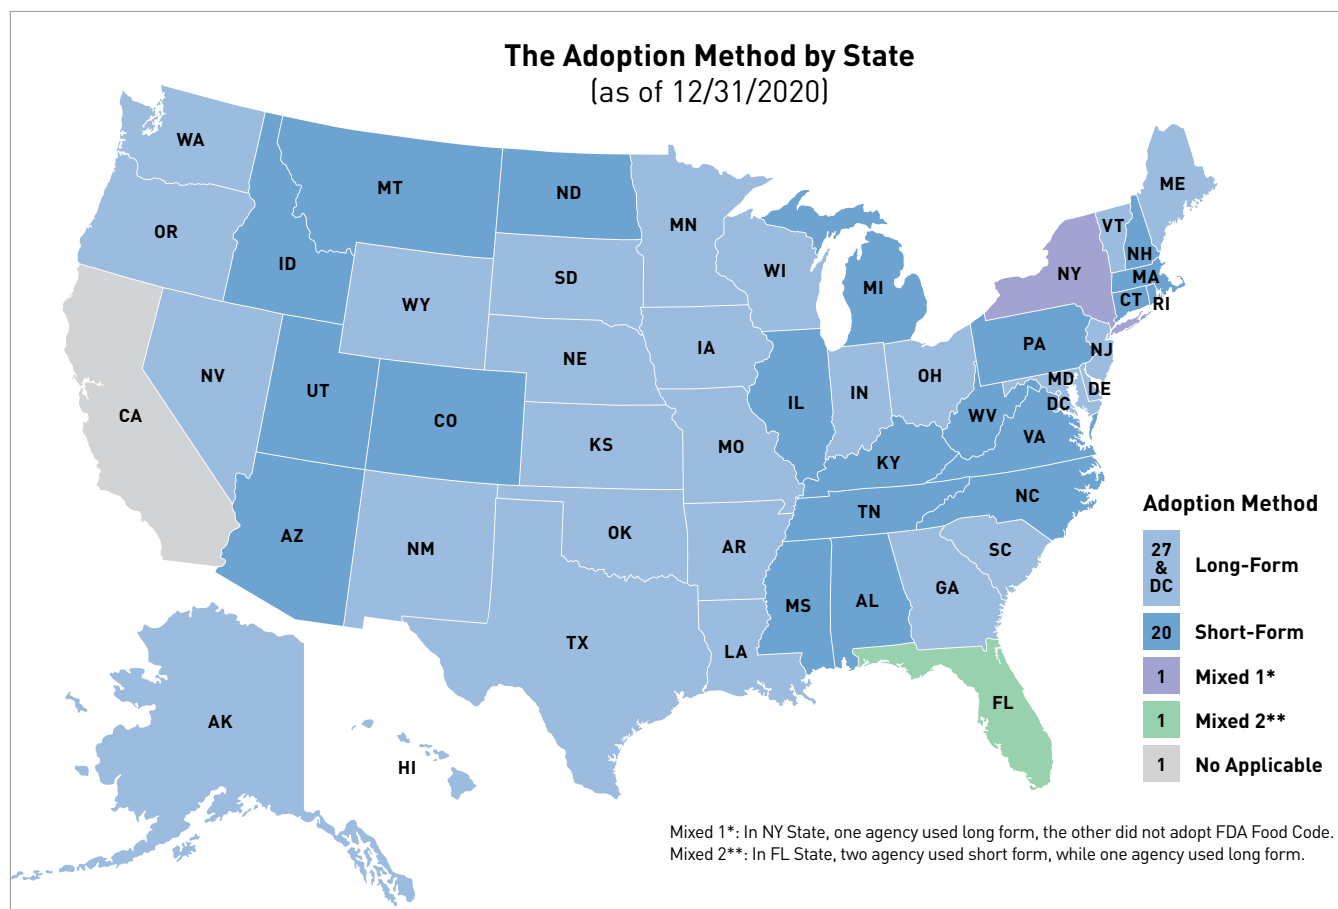 The Adoption Method by State
(as of 12/31/2020)
WA
OR
CA
NV
ID
MT
WY
UT
CO
AZ
NM
ND
SD
NE
KS
OK
TX
MN
IA
MO
AR
LA
WI
IL
MI
IN
OH
KY
TN
MS
AL
GA
FL
SC
NC
VA
WV
DC
MD
DE
PA
NJ
NY
CT
RI
MA
NH
VT
ME
AK
HI
Adoption Method
27
&
DC
Long-Form
20 Short-Form
1 Mixed 1*
1 Mixed 2**
1 No Applicable
Mixed 1*: In NY State, one agency used long form, the other did not adopt FDA Food Code.
Mixed 2**: In FL State, two agency used short form, while one agency used long form.